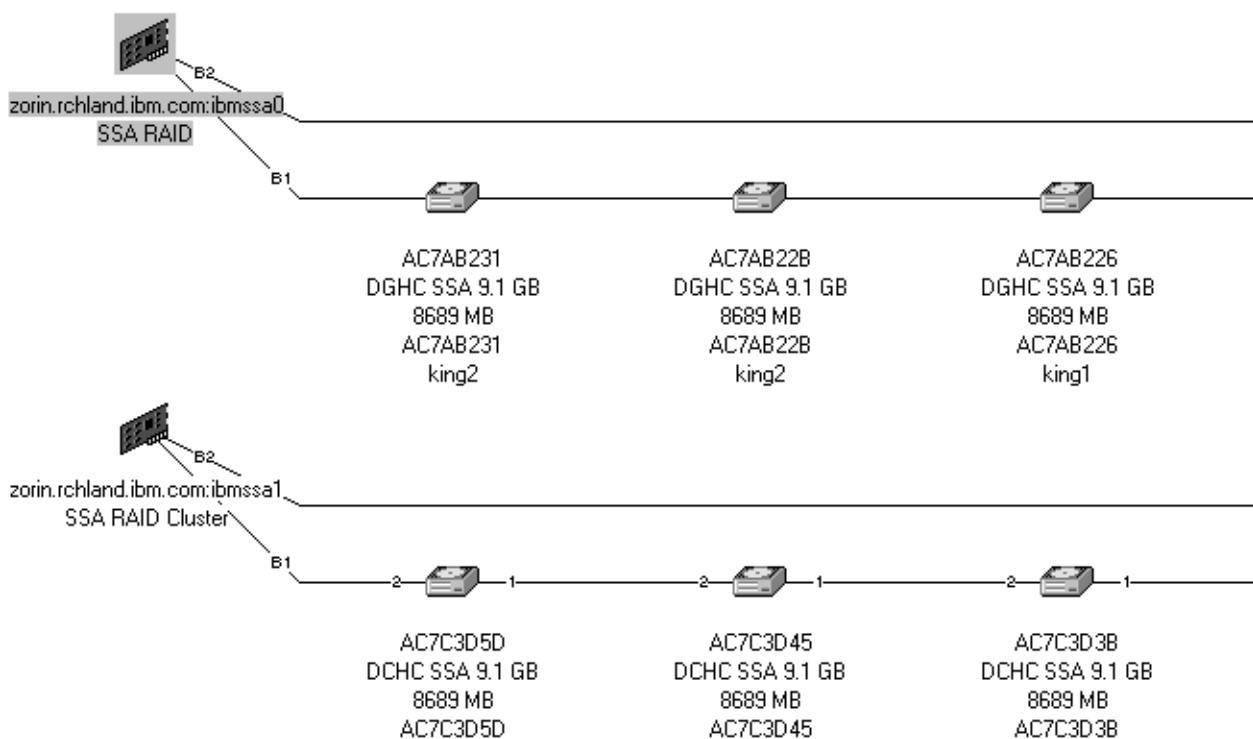 B2
zorin.rchland.ibm.com:ibmssa0
SSA RAID
B1
AC7AB231 AC7AB22B AC7AB226
DGHC SSA 9.1 GB DGHC SSA 9.1 GB DGHC SSA 9.1 GB
8689 MB 8689 MB 8689 MB
AC7AB231 AC7AB22B AC7AB226
king2 king2 king1
B2
zorin.rchland.ibm.com:ibmssa1
SSA RAID Cluster
B1
2 1 2 1 2 1
AC7C3D5D AC7C3D45 AC7C3D3B
DCHC SSA 9.1 GB DCHC SSA 9.1 GB DCHC SSA 9.1 GB
8689 MB 8689 MB 8689 MB
AC7C3D5D AC7C3D45 AC7C3D3B